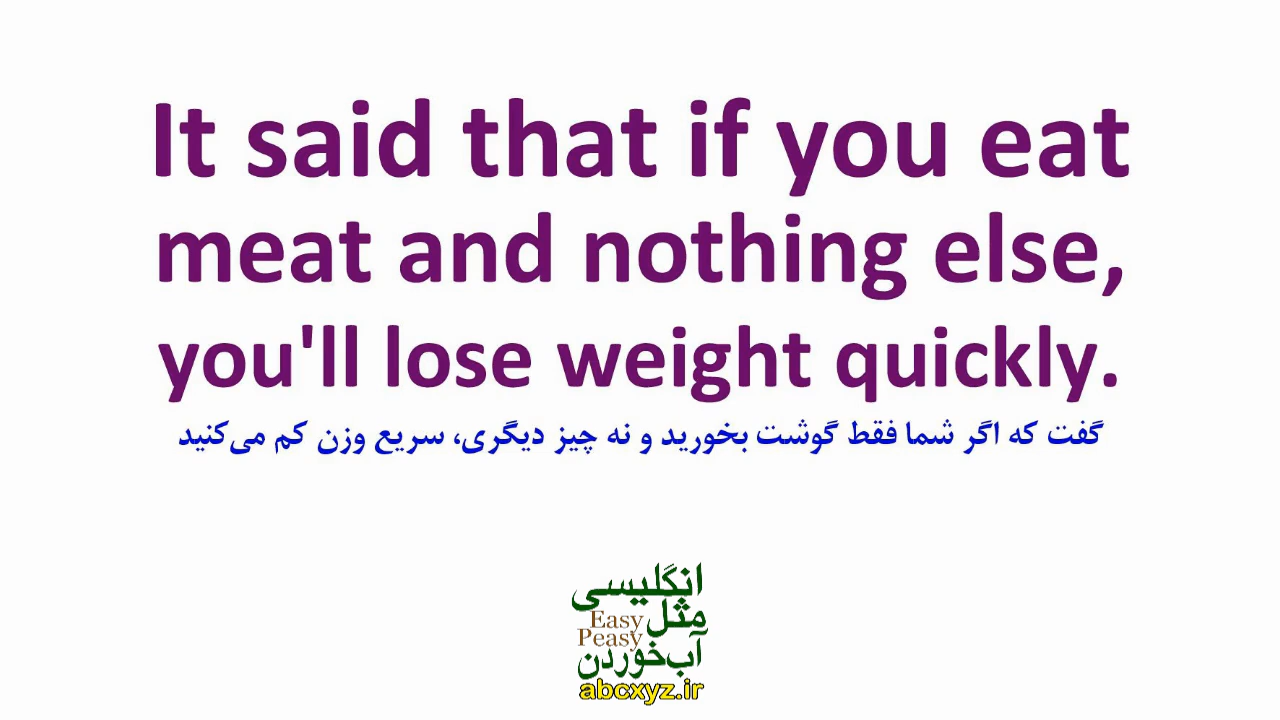 It said that if you eat
meat and nothing else,
you'll lose weight quickly.
گفت که اگر شما فقط گوشت بخورید و نه چیز دیگری، سریع وزن کم می‌کنید
انگلیسی
مثل
Easy
Peasy
آب‌خوردن
abcxyz.ir